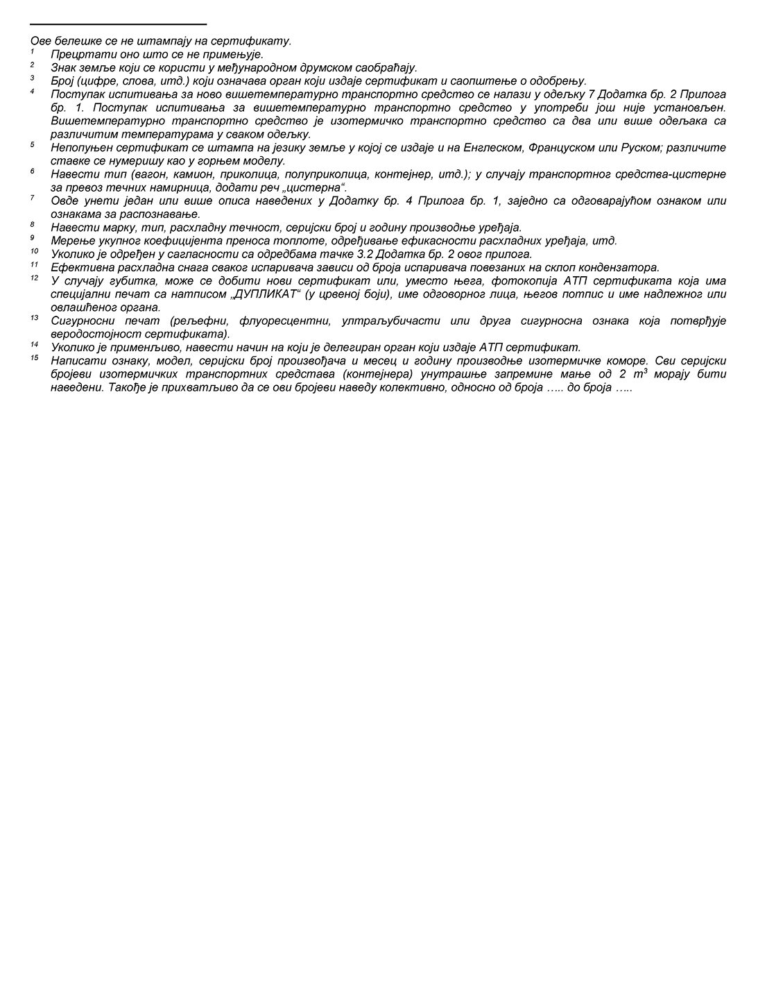 Ове белешке се не штампају на сертификату.
1 Прецртати оно што се не примењује.
2 Знак земље који се користи у међународном друмском саобраћају.
3 Број (цифре, слова, итд.) који означава орган који издаје сертификат и саопштење о одобрењу.
4 Поступак испитивања за ново вишетемпературно транспортно средство се налази у одељку 7 Додатка бр. 2 Прилога
бр. 1. Поступак испитивања за вишетемпературно транспортно средство у употреби још није установљен.
Вишетемпературно транспортно средство је изотермичко транспортно средство са два или више одељака са
различитим температурама у сваком одељку.
5 Непопуњен сертификат се штампа на језику земље у којој се издаје и на Енглеском, Француском или Руском; различите
ставке се нумеришу као у горњем моделу.
6 Навести тип (вагон, камион, приколица, полуприколица, контејнер, итд.); у случају транспортног средства-цистерне
за превоз течних намирница, додати реч „цистерна“.
7 Овде унети један или више описа наведених у Додатку бр. 4 Прилога бр. 1, заједно са одговарајућом ознаком или
ознакама за распознавање.
8 Навести марку, тип, расхладну течност, серијски број и годину производње уређаја.
9 Мерење укупног коефицијента преноса топлоте, одређивање ефикасности расхладних уређаја, итд.
10 Уколико је одређен у сагласности са одредбама тачке 3.2 Додатка бр. 2 овог прилога.
11 Ефективна расхладна снага сваког испаривача зависи од броја испаривача повезаних на склоп кондензатора.
12 У случају губитка, може се добити нови сертификат или, уместо њега, фотокопија АТП сертификата која има
специјални печат са натписом „ДУПЛИКАТ“ (у црвеној боји), име одговорног лица, његов потпис и име надлежног или
овлашћеног органа.
13 Сигурносни печат (рељефни, флуоресцентни, ултраљубичасти или друга сигурносна ознака која потврђује
веродостојност сертификата).
14 Уколико је применљиво, навести начин на који је делегиран орган који издаје АТП сертификат.
15 Написати ознаку, модел, серијски број произвођача и месец и годину производње изотермичке коморе. Сви серијски
бројеви изотермичких транспортних средстава (контејнера) унутрашње запремине мање од 2 m³ морају бити
наведени. Такође је прихватљиво да се ови бројеви наведу колективно, односно од броја ….. до броја …..